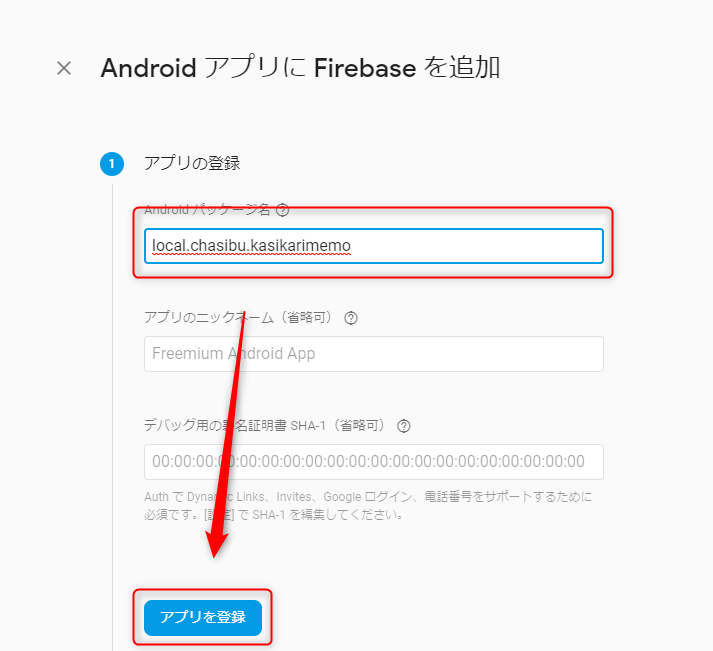 Android アプリに Firebase を追加
1 アプリの登録
Android パッケージ名
local.chasibu.kasikarimemo
アプリのニックネーム（省略可）
Freemium Android App
デバッグ用の署名証明書 SHA-1（省略可）
00:00:00:00:00:00:00:00:00:00:00:00:00:00:00:00:00:00:00:00
Auth で Dynamic Links、Invites、Google ログイン、電話番号をサポートするために
必須です。[設定] で SHA-1 を編集してください。
アプリを登録